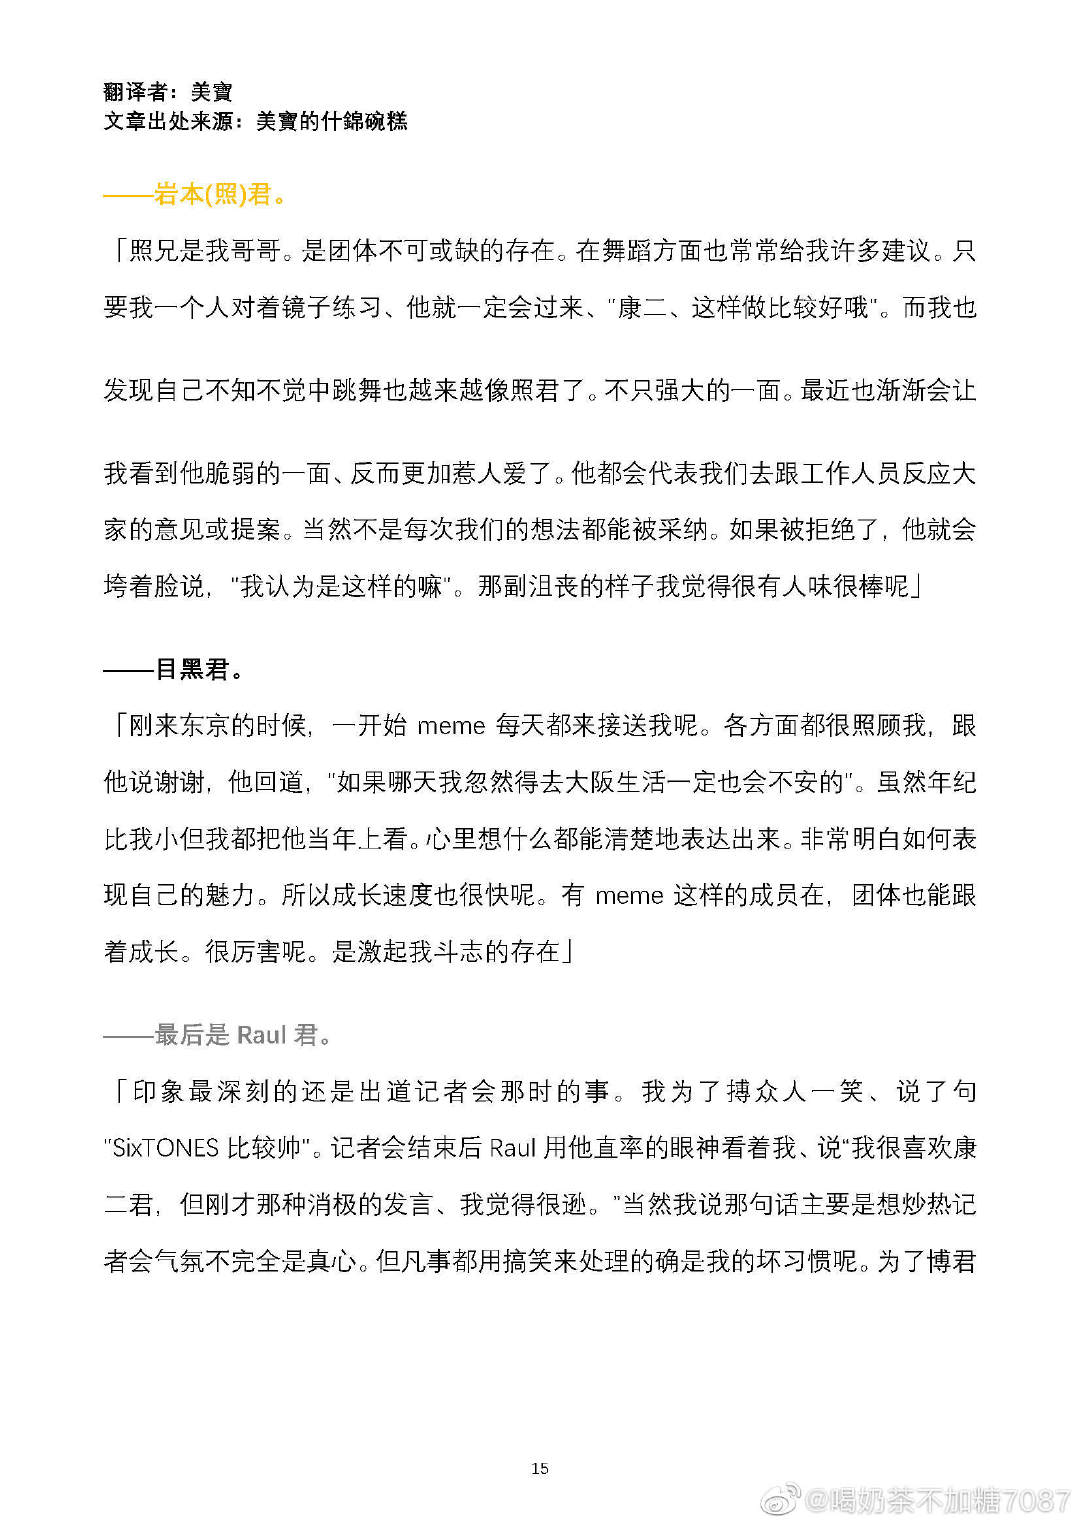 翻译者：美寶
文章出处来源：美寶的什錦碗糕
——岩本(照)君。
「照兄是我哥哥。是团体不可或缺的存在。在舞蹈方面也常常给我许多建议。只
要我一个人对着镜子练习、他就一定会过来、"康二、这样做比较好哦"。而我也
发现自己不知不觉中跳舞也越来越像照君了。不只强大的一面。最近也渐渐会让
我看到他脆弱的一面、反而更加惹人爱了。他都会代表我们去跟工作人员反应大
家的意见或提案。当然不是每次我们的想法都能被采纳。如果被拒绝了，他就会
垮着脸说，"我认为是这样的嘛"。那副沮丧的样子我觉得很有人味很棒呢」
——目黑君。
「刚来东京的时候，一开始 meme 每天都来接送我呢。各方面都很照顾我，跟
他说谢谢，他回道，"如果哪天我忽然得去大阪生活一定也会不安的"。虽然年纪
比我小但我都把他当年上看。心里想什么都能清楚地表达出来。非常明白如何表
现自己的魅力。所以成长速度也很快呢。有 meme 这样的成员在，团体也能跟
着成长。很厉害呢。是激起我斗志的存在」
——最后是 Raul 君。
「印象最深刻的还是出道记者会那时的事。我为了搏众人一笑、说了句
"SixTONES 比较帅"。记者会结束后 Raul 用他直率的眼神看着我、说“我很喜欢康
二君，但刚才那种消极的发言、我觉得很逊。”当然我说那句话主要是想炒热记
者会气氛不完全是真心。但凡事都用搞笑来处理的确是我的坏习惯呢。为了博君
15
@喝奶茶不加糖7087